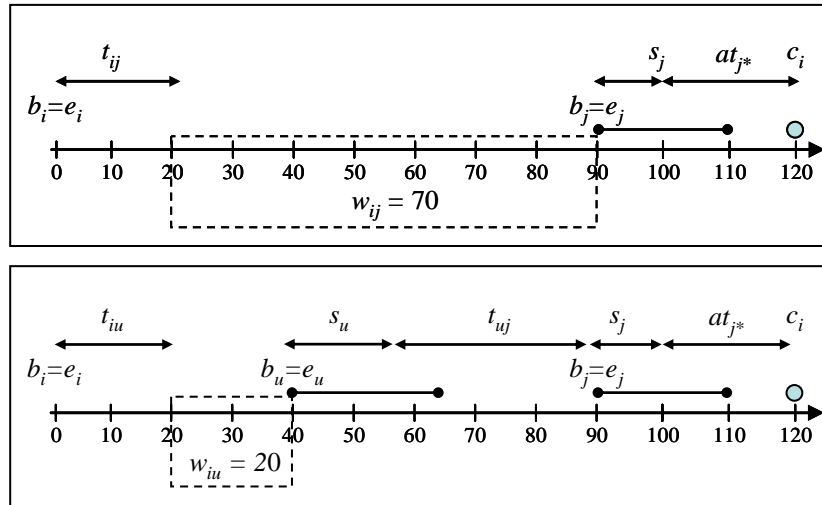 t_ij s_j at_j* c_i
b_i=e_i b_j=e_j
0 10 20 30 40 50 60 70 80 90 100 110 120
w_ij = 70
t_iu s_u t_uj s_j at_j* c_i
b_i=e_i b_u=e_u b_j=e_j
0 10 20 30 40 50 60 70 80 90 100 110 120
w_iu = 20